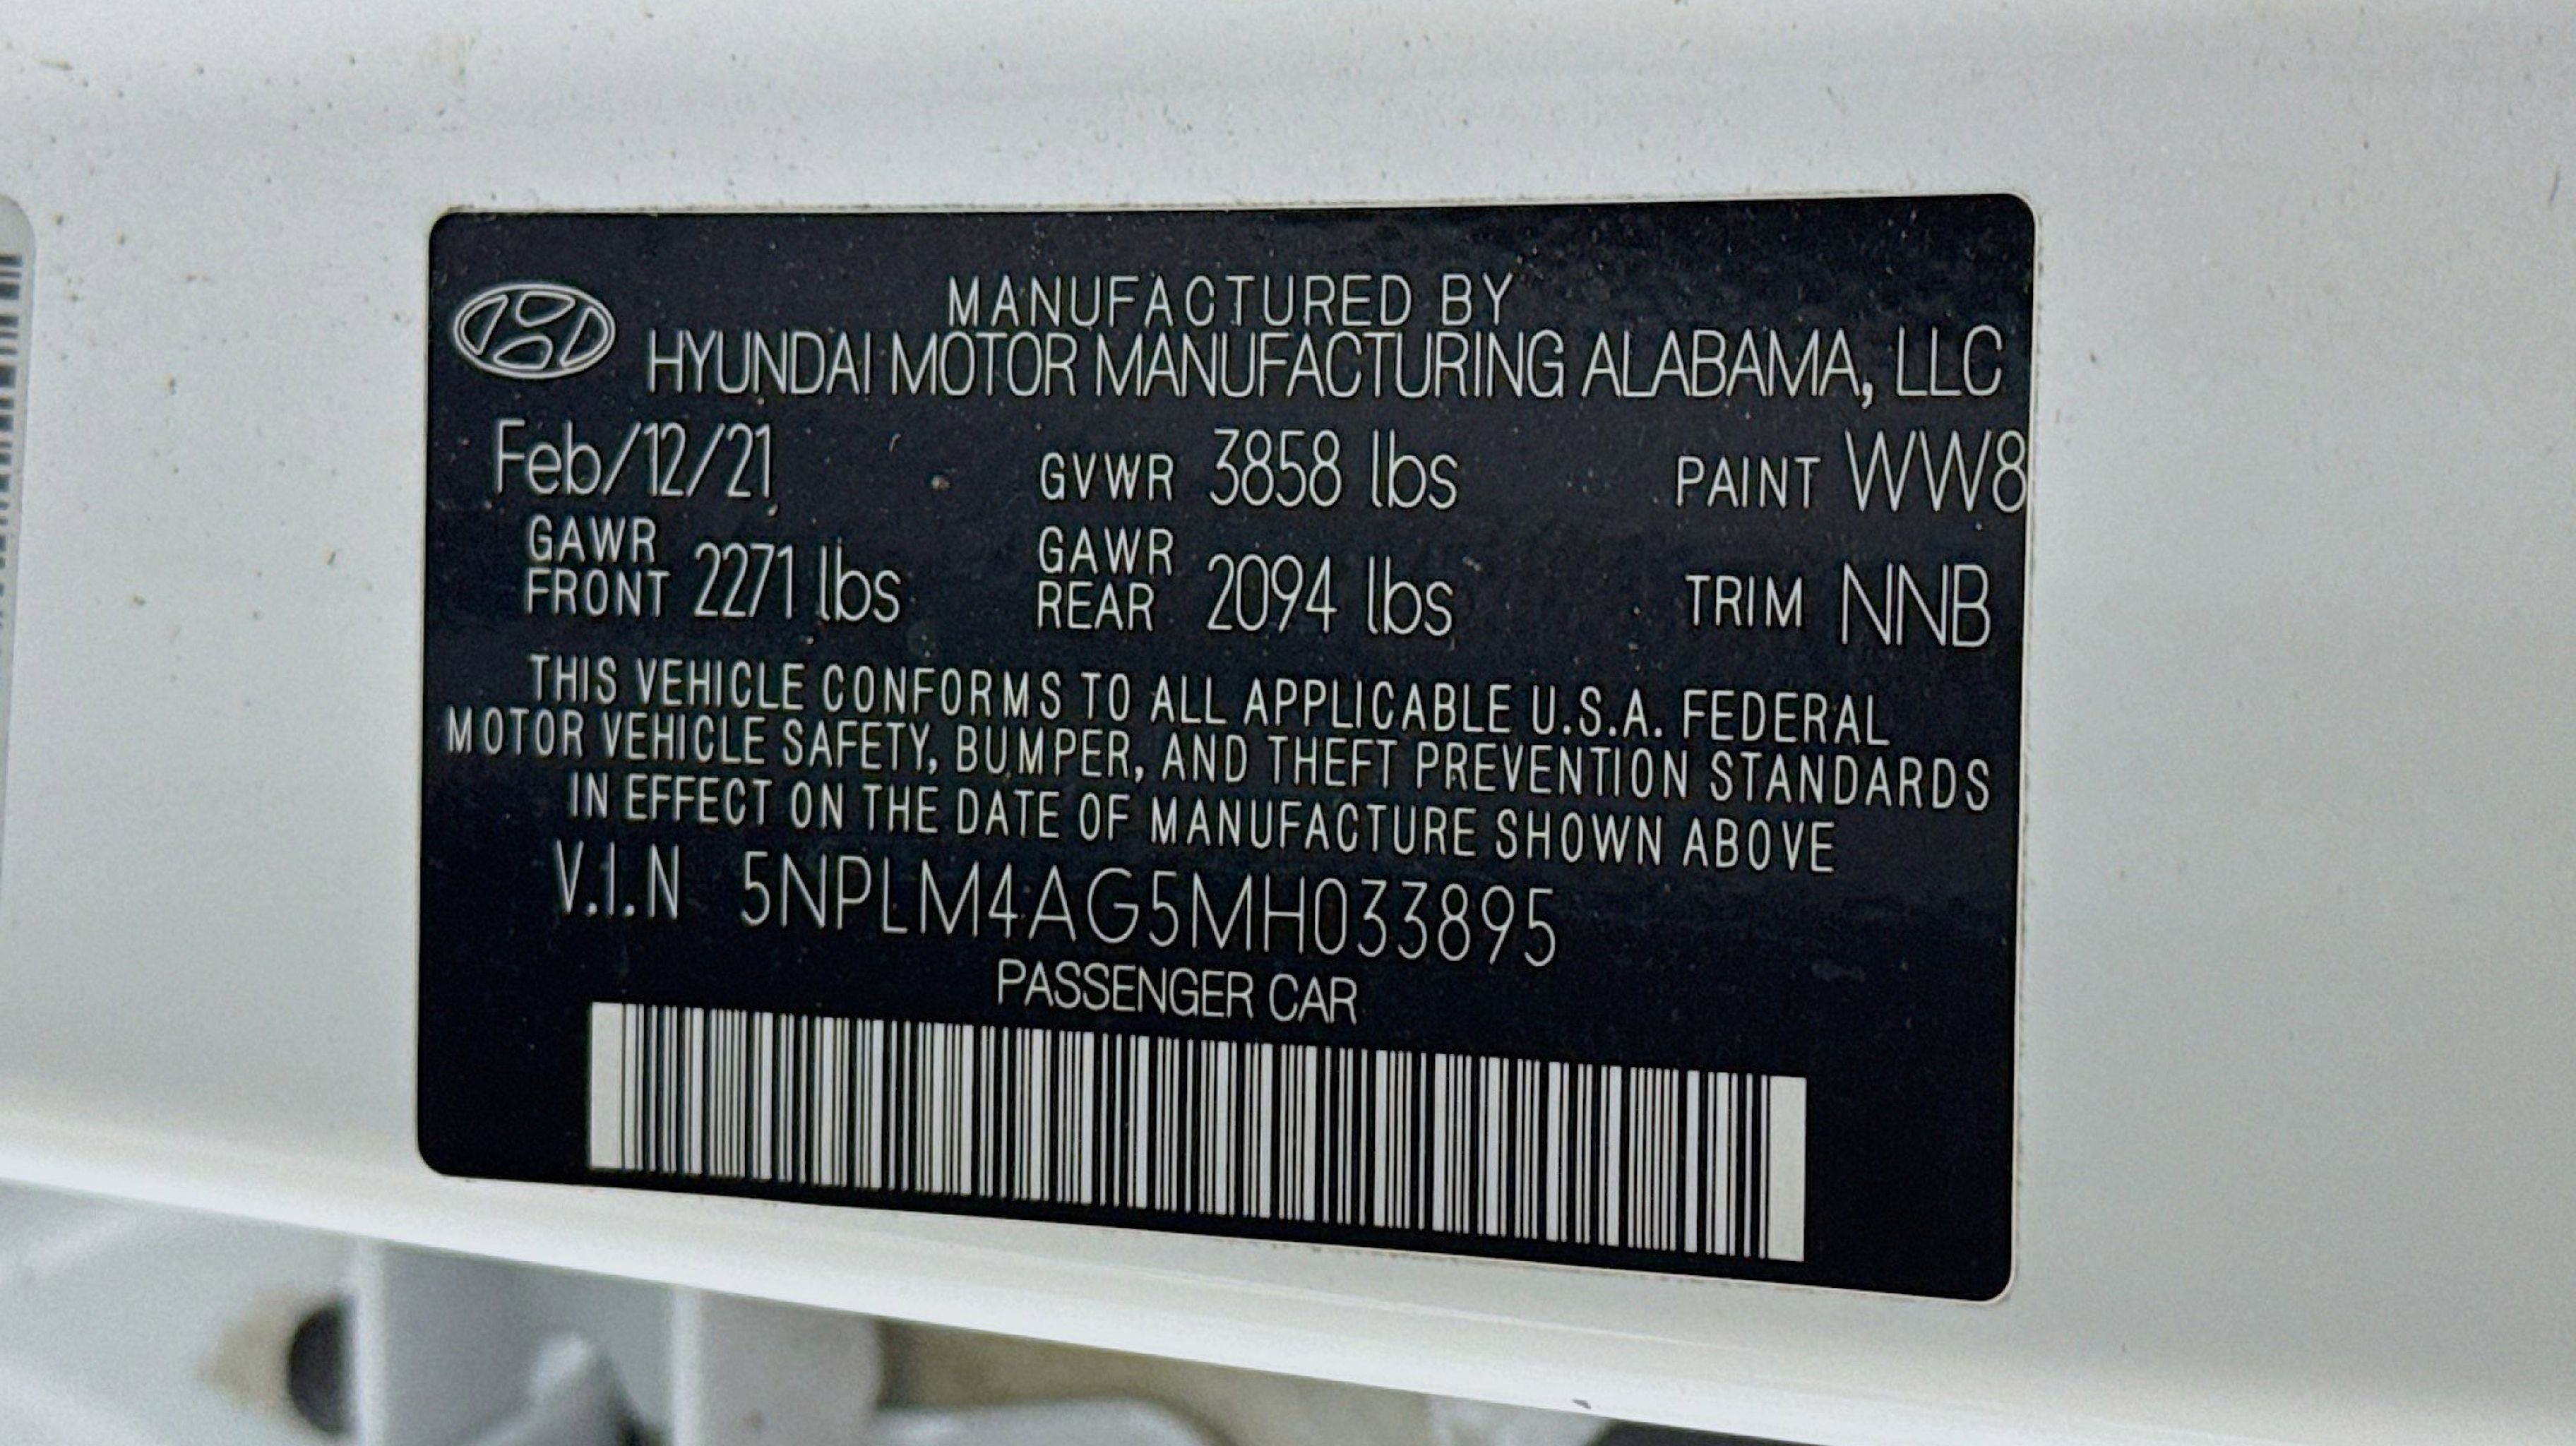 MANUFACTURED BY
HYUNDAI MOTOR MANUFACTURING ALABAMA, LLC
Feb/12/21 GVWR 3858 lbs PAINT WW8
GAWR FRONT 2271 lbs GAWR REAR 2094 lbs TRIM NNB
THIS VEHICLE CONFORMS TO ALL APPLICABLE U.S.A. FEDERAL
MOTOR VEHICLE SAFETY, BUMPER, AND THEFT PREVENTION STANDARDS
IN EFFECT ON THE DATE OF MANUFACTURE SHOWN ABOVE
V.I.N 5NPLM4AG5MH033895
PASSENGER CAR